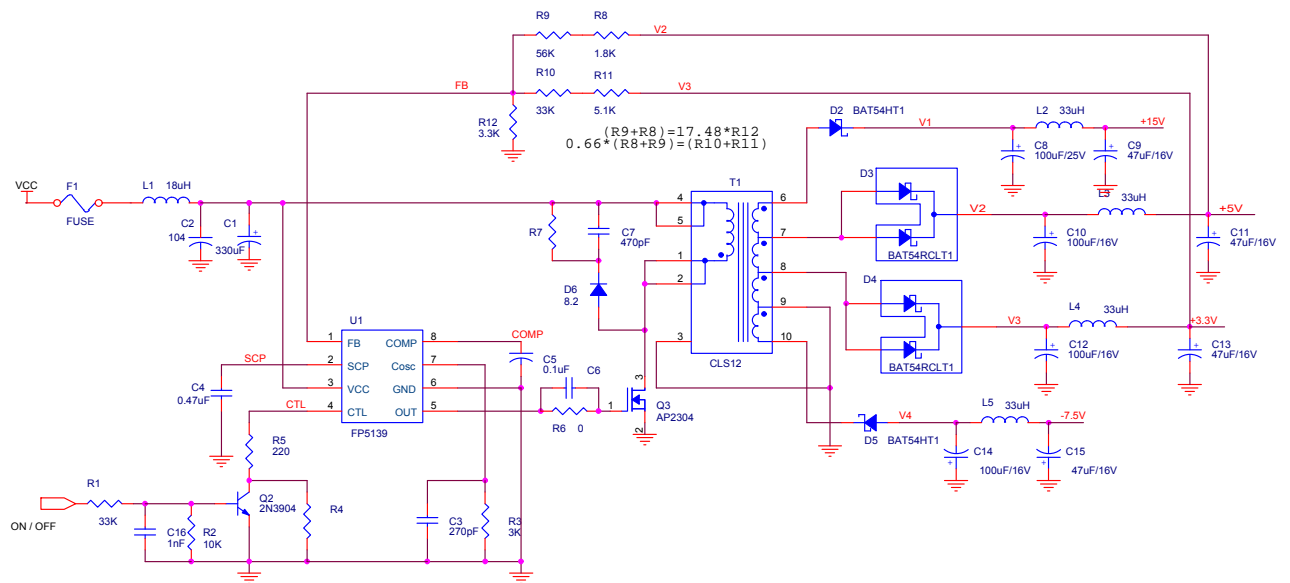 R9 R8 V2
56K 1.8K
R10 R11
FB V3
33K 5.1K
R12
3.3K
(R9+R8)=17.48*R12
0.66*(R8+R9)=(R10+R11)
D2 BAT54HT1
V1
L2 33uH
+15V
C8
100uF/25V
C9
47uF/16V
VCC
F1
FUSE
L1 18uH
C2
104
C1
330uF
R7
C7
470pF
D6
8.2
T1
4
5
1
2
3
6
7
8
9
10
CLS12
D3
BAT54RCLT1
V2
L3
33uH
+5V
C10
100uF/16V
C11
47uF/16V
D4
BAT54RCLT1
V3
L4
33uH
+3.3V
C12
100uF/16V
C13
47uF/16V
U1
1 FB COMP 8
2 SCP Cosc 7
3 VCC GND 6
4 CTL OUT 5
FP5139
SCP
CTL
COMP
C4
0.47uF
C5
0.1uF
C6
R6 0
1
3
2
Q3
AP2304
D5 BAT54HT1
V4
L5 33uH
-7.5V
C14
100uF/16V
C15
47uF/16V
R5
220
R1
33K
ON / OFF
C16
1nF
R2
10K
Q2
2N3904
R4
C3
270pF
R3
3K